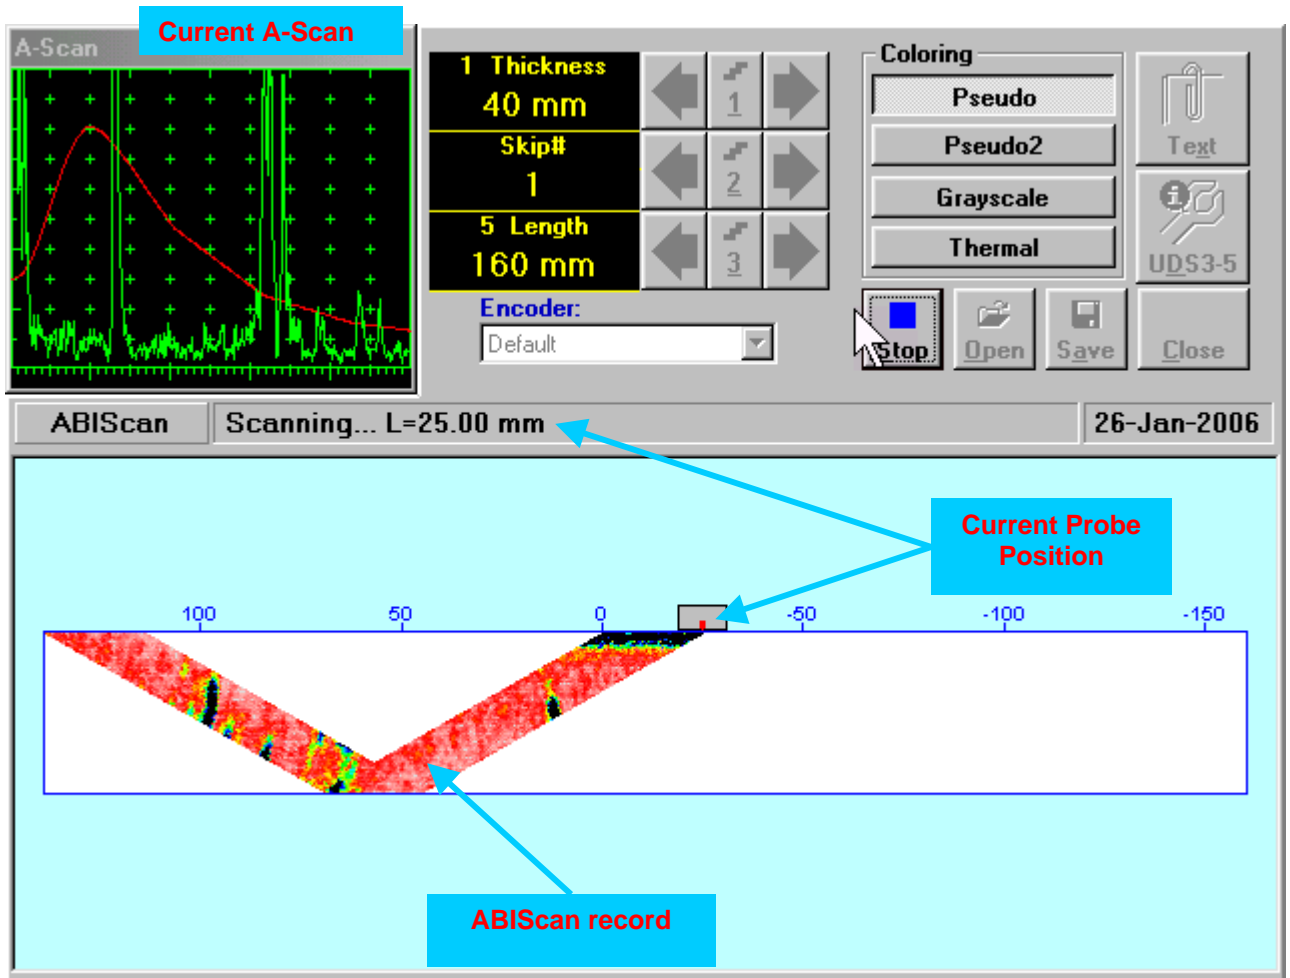 Current A-Scan
A-Scan
1 Thickness
40 mm
Skip#
1
5 Length
160 mm
1
2
3
Encoder:
Default
Coloring
Pseudo
Pseudo2
Grayscale
Thermal
Text
UDS3-5
Stop
Open
Save
Close
ABIScan
Scanning... L=25.00 mm
26-Jan-2006
Current Probe
Position
100
50
0
-50
-100
-150
ABIScan record